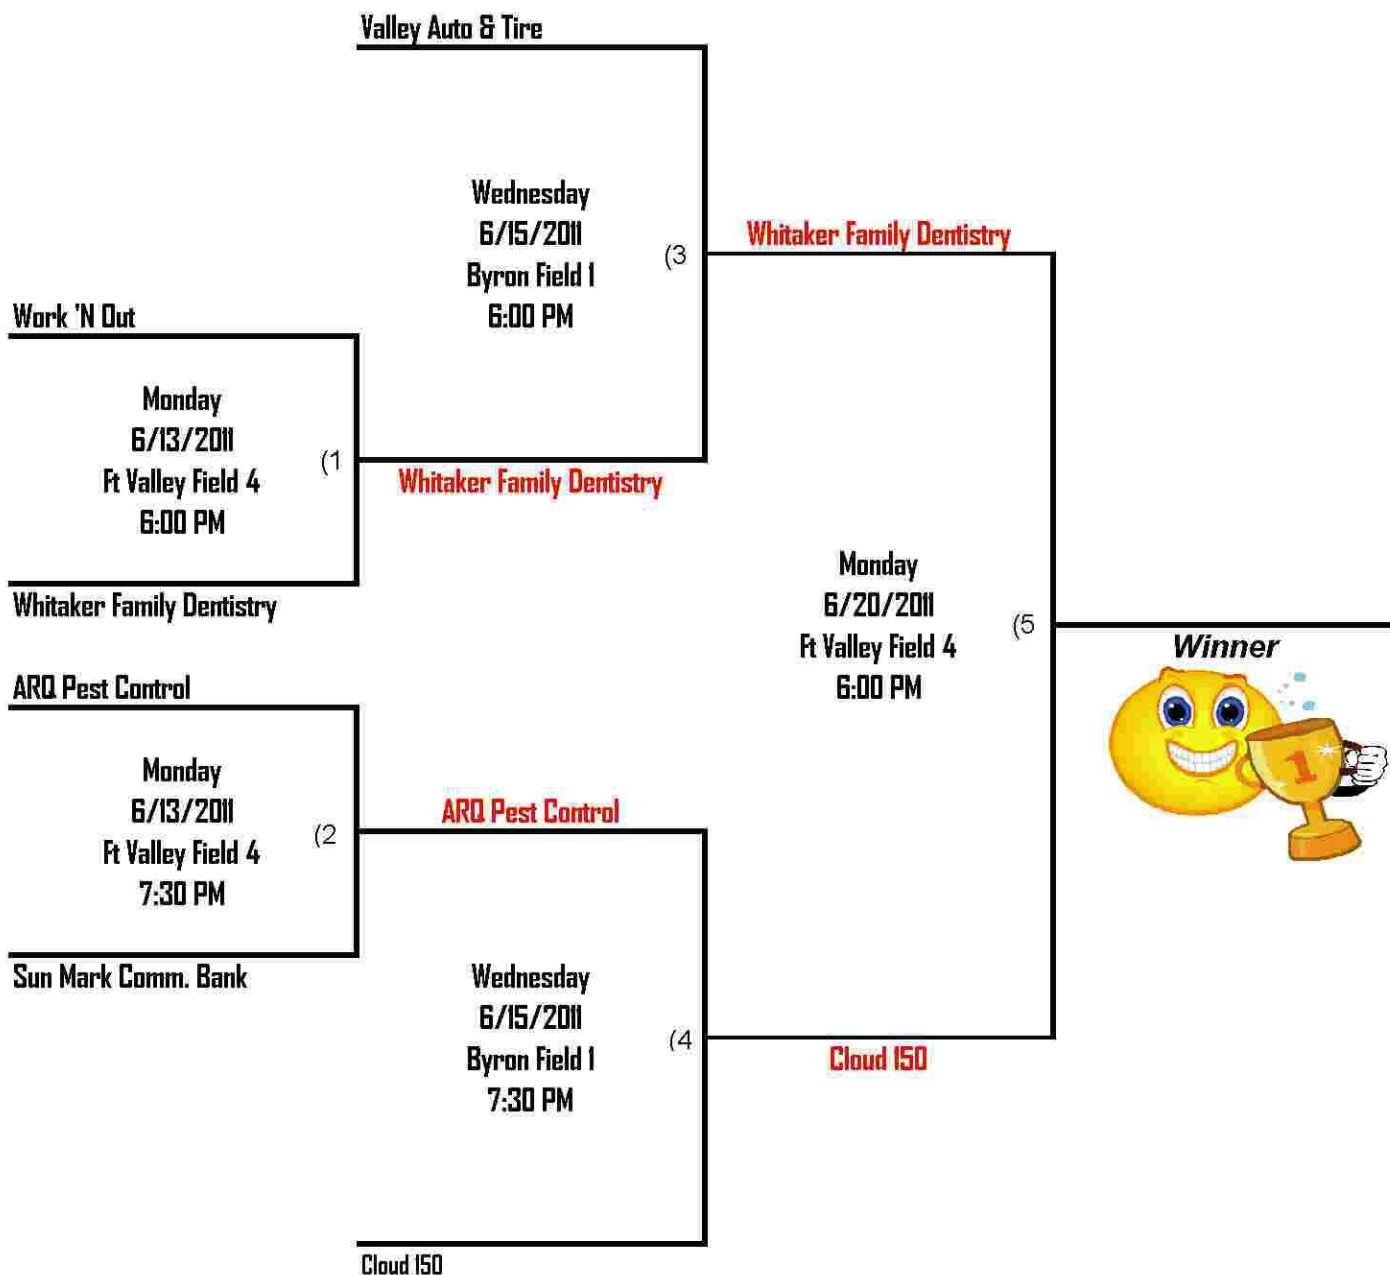 Valley Auto & Tire
Wednesday
6/15/2011
Byron Field 1
6:00 PM
(3
Whitaker Family Dentistry
Work 'N Out
Monday
6/13/2011
Ft Valley Field 4
6:00 PM
(1
Whitaker Family Dentistry
Whitaker Family Dentistry
Monday
6/20/2011
Ft Valley Field 4
6:00 PM
(5
Winner
1
ARQ Pest Control
Monday
6/13/2011
Ft Valley Field 4
7:30 PM
(2
ARQ Pest Control
Sun Mark Comm. Bank
Wednesday
6/15/2011
Byron Field 1
7:30 PM
(4
Cloud 150
Cloud 150